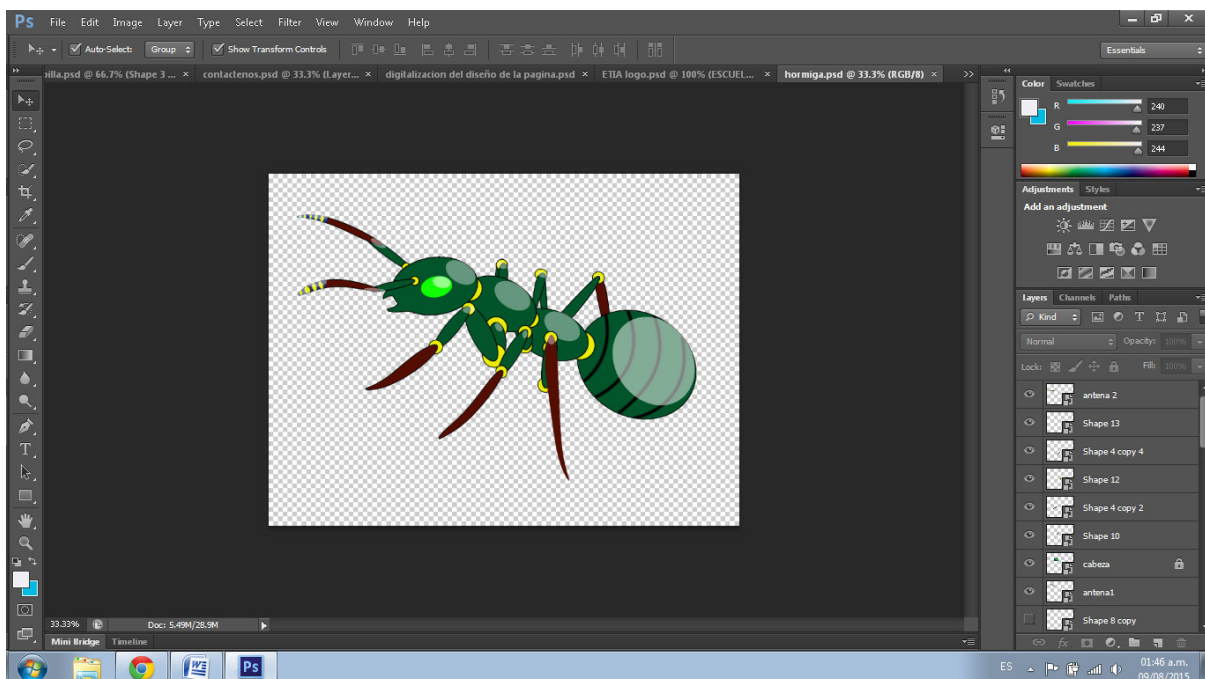 Ps File Edit Image Layer Type Select Filter View Window Help
Auto-Select: Group Show Transform Controls Essentials
illa.psd @ 66.7% (Shape 3 ... × contactenos.psd @ 33.3% (Layer... × digitalizacion del diseño de la pagina.psd × ETIA logo.psd @ 100% (ESCUEL... × hormiga.psd @ 33.3% (RGB/8) ×
Color Swatches
R 240
G 237
B 244
Adjustments Styles
Add an adjustment
Layers Channels Paths
Kind
Normal Opacity: 100%
Lock: Fill: 100%
antena 2
Shape 13
Shape 4 copy 4
Shape 12
Shape 4 copy 2
Shape 10
cabeza
antena1
Shape 8 copy
33.33% Doc: 5.49M/28.9M
Mini Bridge Timeline
Ps ES 01:46 a.m.
09/08/2015